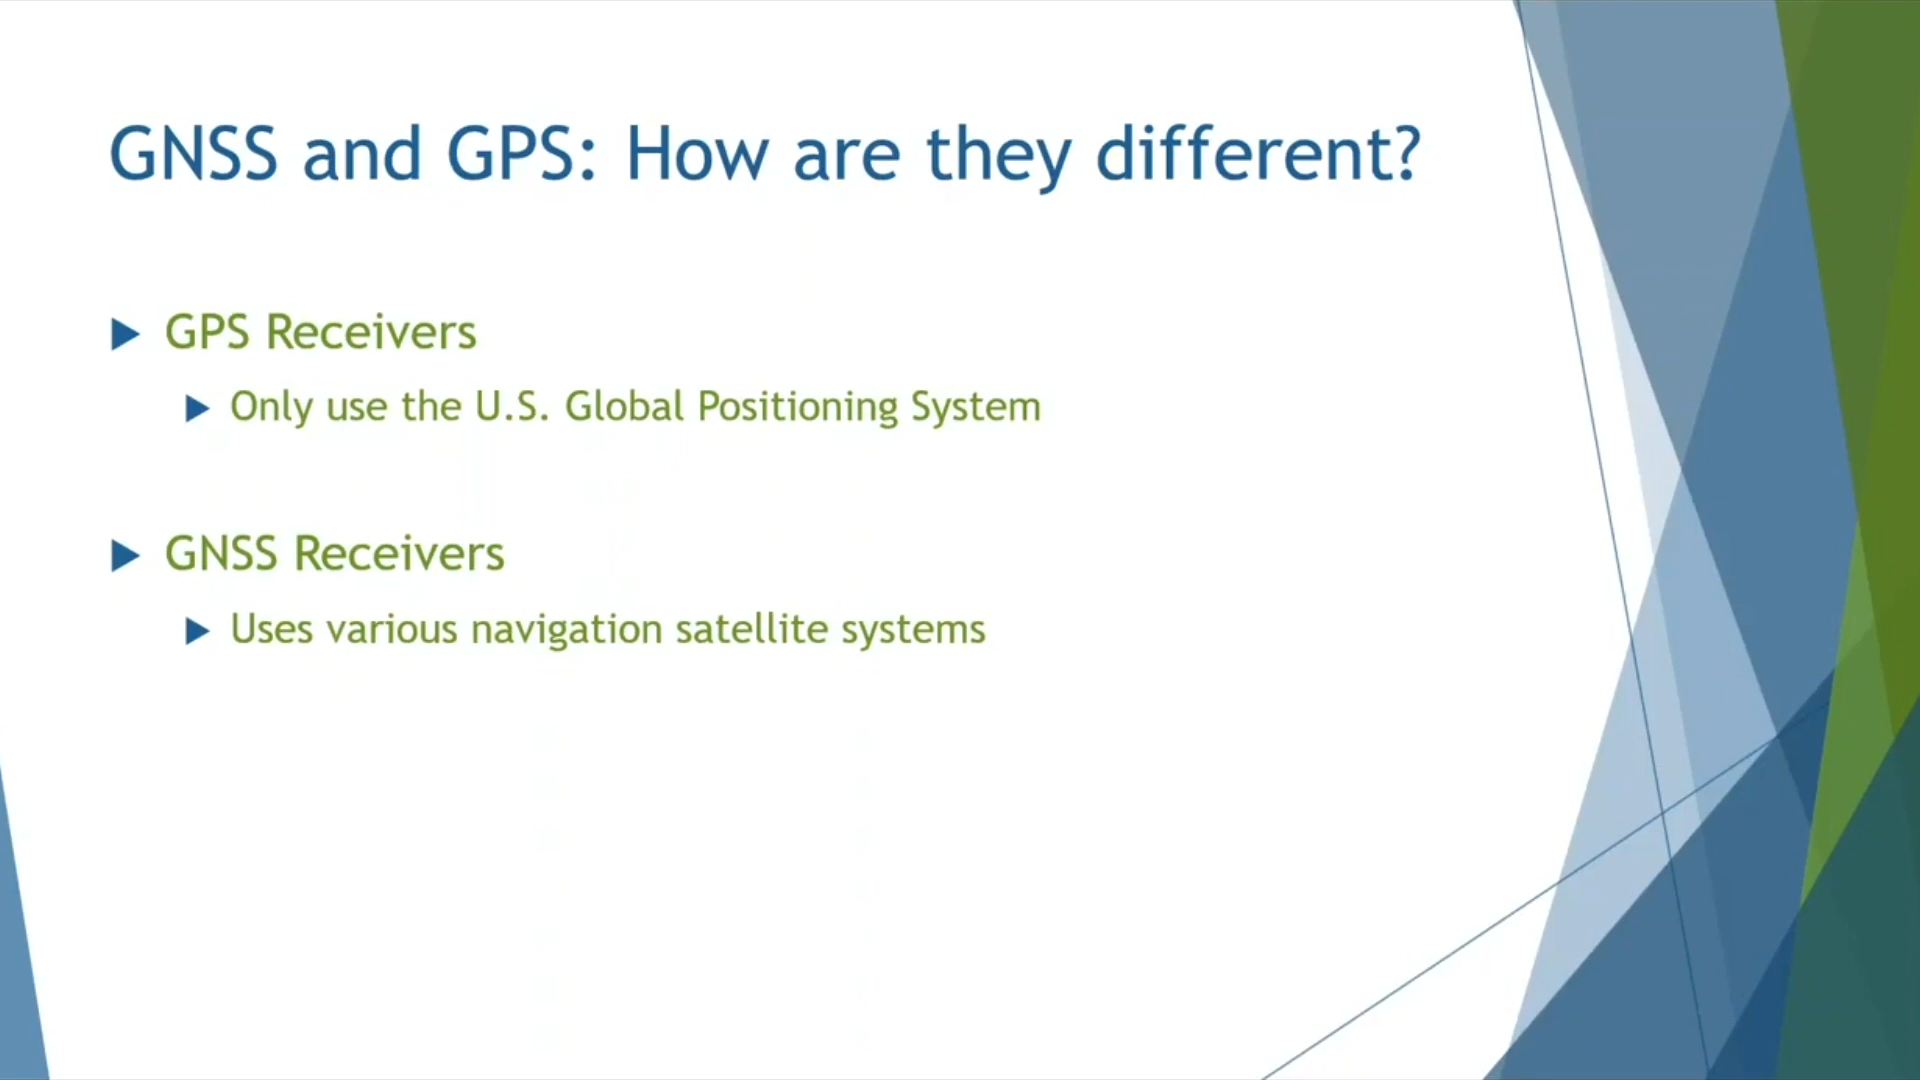 GNSS and GPS: How are they different?
GPS Receivers
Only use the U.S. Global Positioning System
GNSS Receivers
Uses various navigation satellite systems